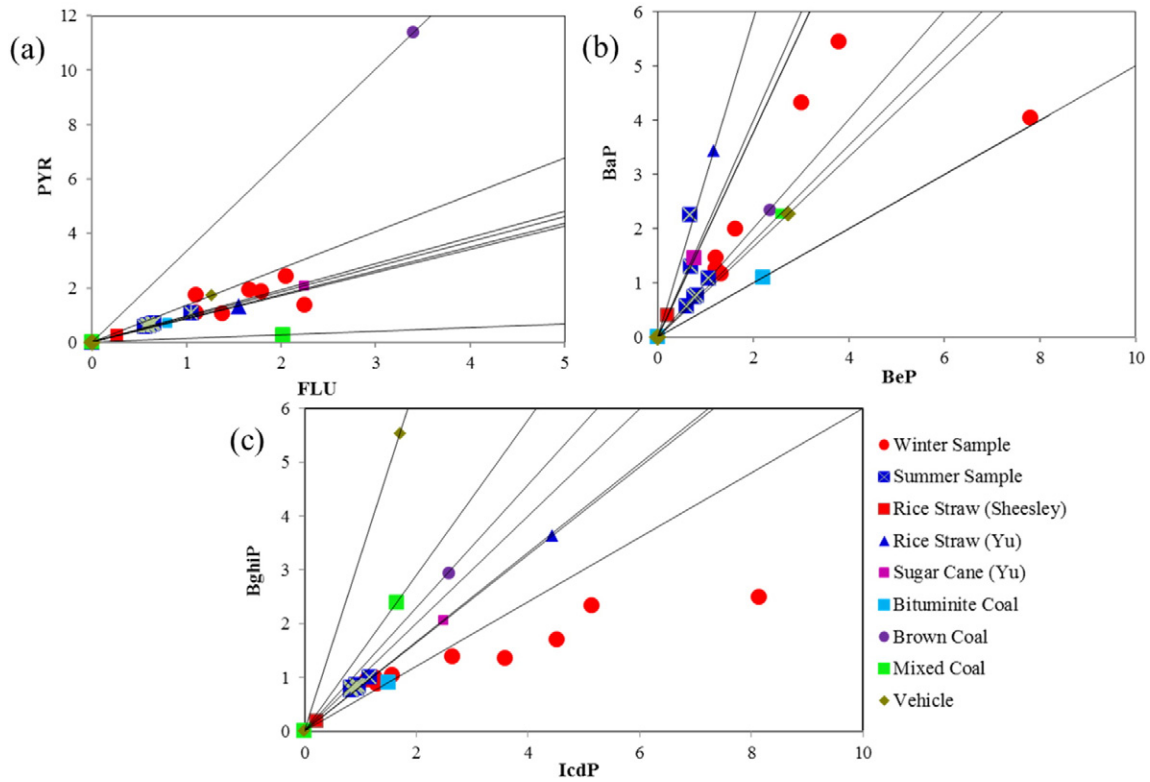 (a)
12
10
8
6
4
2
0
PYR
0 1 2 3 4 5
FLU
(b)
6
5
4
3
2
1
0
BaP
0 2 4 6 8 10
BeP
(c)
6
5
4
3
2
1
0
BghiP
0 2 4 6 8 10
IcdP
Winter Sample
Summer Sample
Rice Straw (Sheesley)
Rice Straw (Yu)
Sugar Cane (Yu)
Bituminite Coal
Brown Coal
Mixed Coal
Vehicle